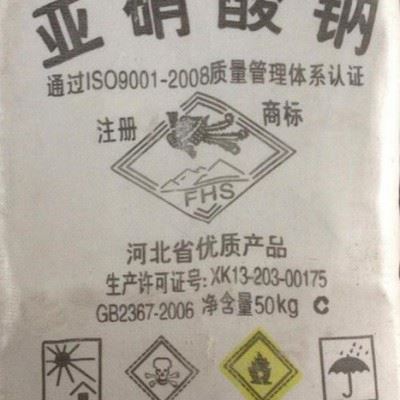 亚硝酸钠
通过ISO9001-2008质量管理体系认证
注册 商标
FHS
河北省优质产品
生产许可证号:XK13-203-00175
GB2367-2006 净含量50kg C